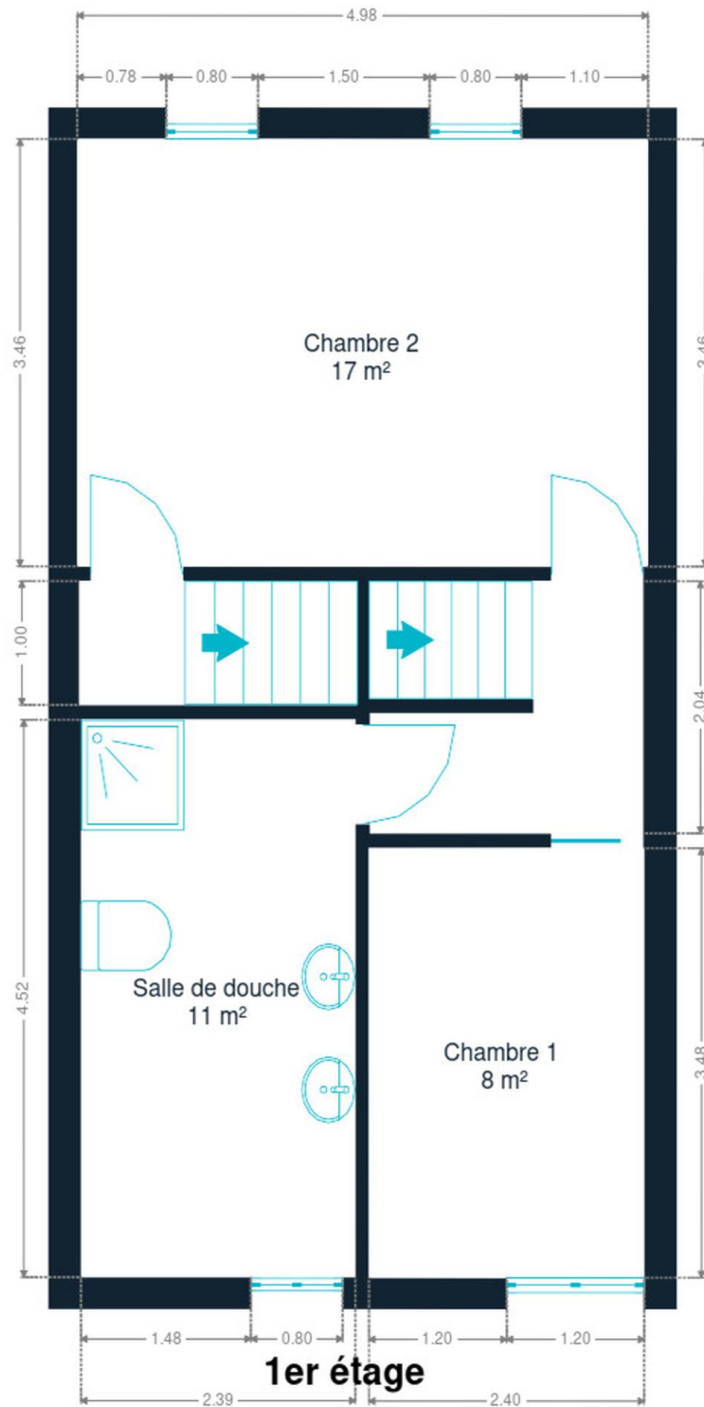 4.98
0.78
0.80
1.50
0.80
1.10
3.46
3.46
Chambre 2
17 m²
1.00
2.04
4.52
3.48
Salle de douche
11 m²
Chambre 1
8 m²
1.48
0.80
1.20
1.20
1er étage
2.39
2.40